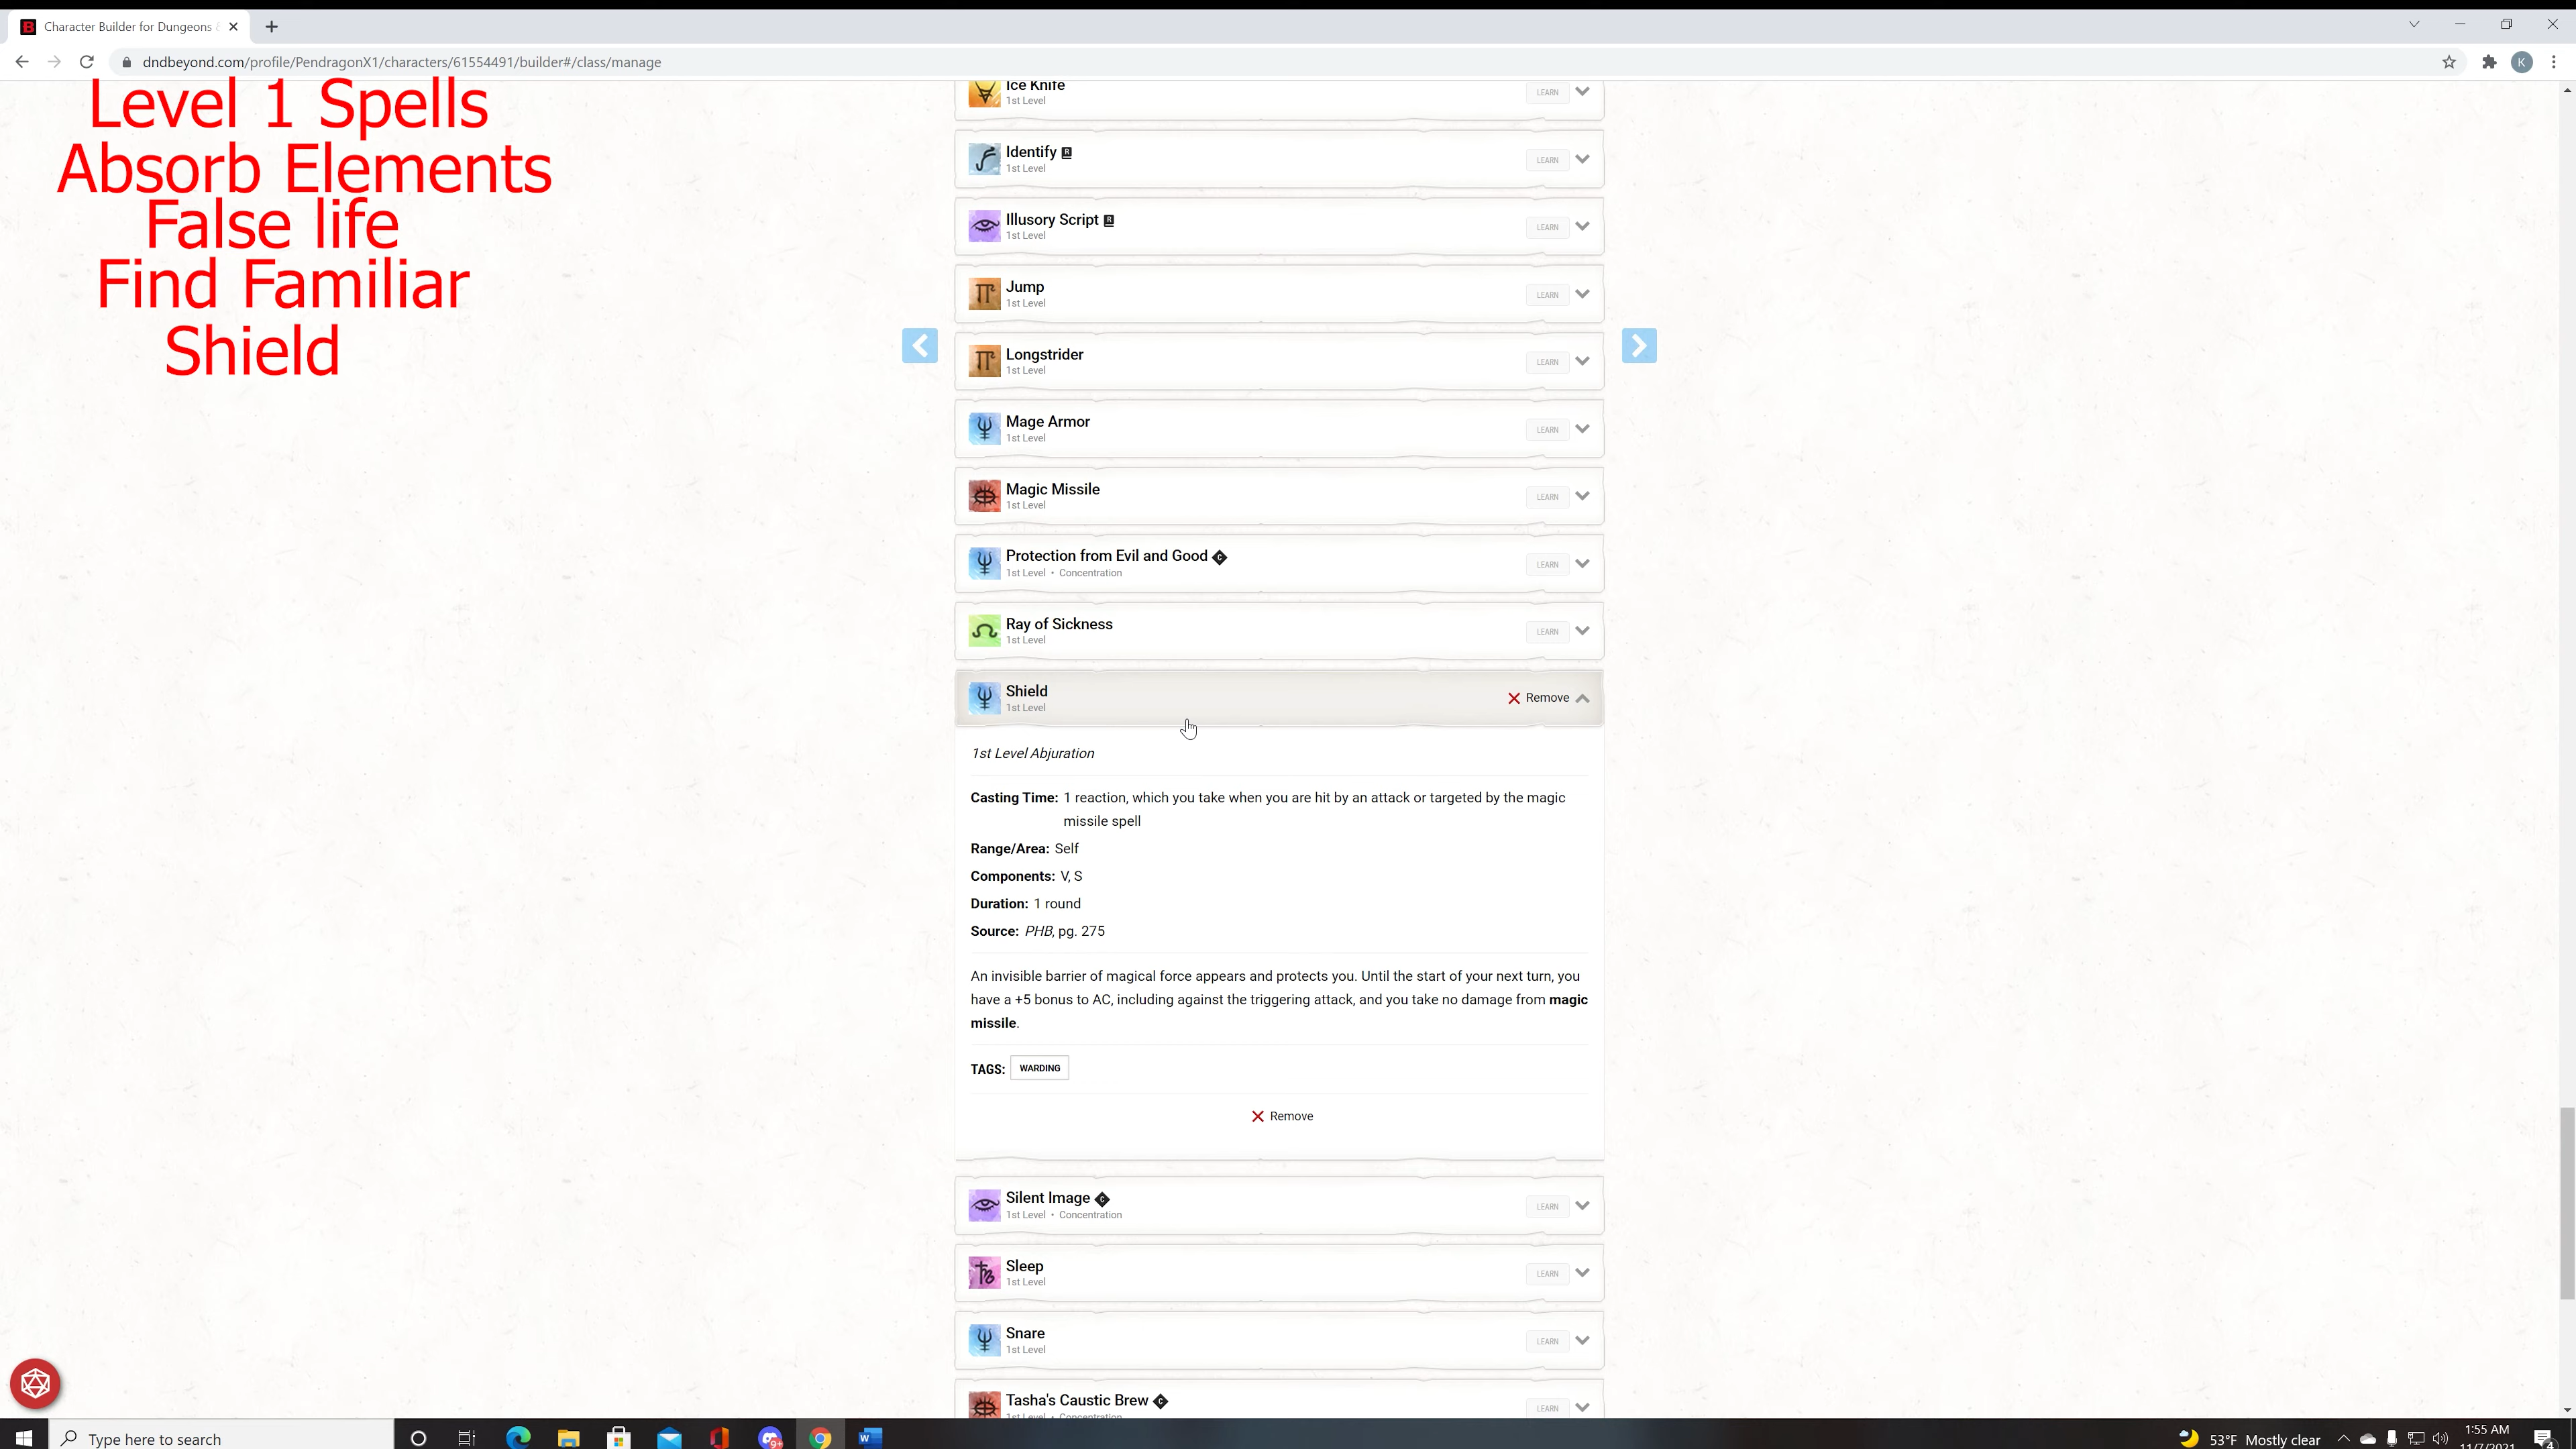 Character Builder for Dungeons
dndbeyond.com/profile/PendragonX1/characters/61554491/builder#/class/manage
K
Level 1 Spells
Absorb Elements
False life
Find Familiar
Shield
Ice Knife
1st Level
LEARN
Identify R
1st Level
LEARN
Illusory Script R
1st Level
LEARN
Jump
1st Level
LEARN
Longstrider
1st Level
LEARN
Mage Armor
1st Level
LEARN
Magic Missile
1st Level
LEARN
Protection from Evil and Good C
1st Level • Concentration
LEARN
Ray of Sickness
1st Level
LEARN
Shield
1st Level
Remove
1st Level Abjuration
Casting Time: 1 reaction, which you take when you are hit by an attack or targeted by the magic
missile spell
Range/Area: Self
Components: V, S
Duration: 1 round
Source: PHB, pg. 275
An invisible barrier of magical force appears and protects you. Until the start of your next turn, you
have a +5 bonus to AC, including against the triggering attack, and you take no damage from magic
missile.
TAGS: WARDING
Remove
Silent Image C
1st Level • Concentration
LEARN
Sleep
1st Level
LEARN
Snare
1st Level
LEARN
Tasha's Caustic Brew C
1st Level • Concentration
LEARN
Type here to search
9+
W
53°F Mostly clear
1:55 AM
11/7/2021
4